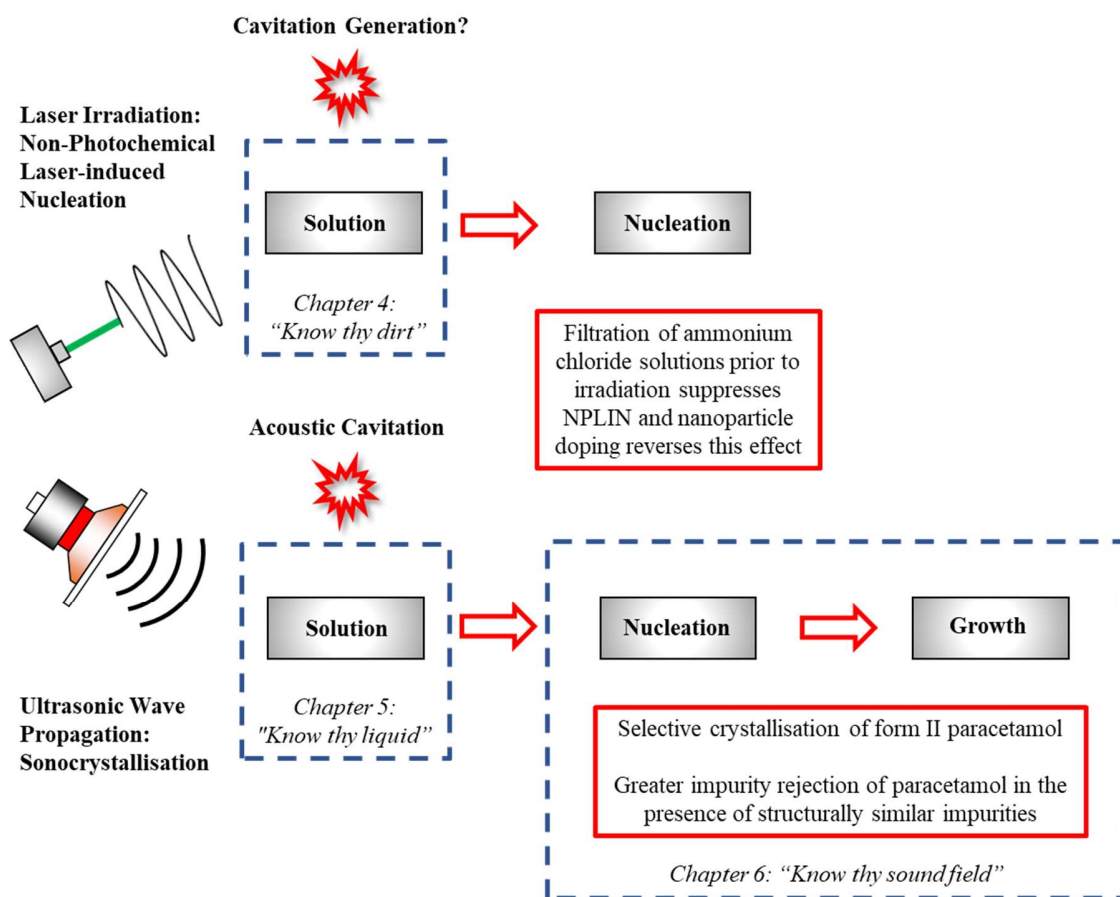 Cavitation Generation?
Laser Irradiation:
Non-Photochemical
Laser-induced
Nucleation
Solution
Nucleation
Chapter 4:
“Know thy dirt”
Filtration of ammonium
chloride solutions prior to
irradiation suppresses
NPLIN and nanoparticle
doping reverses this effect
Acoustic Cavitation
Solution
Nucleation
Growth
Chapter 5:
"Know thy liquid”
Ultrasonic Wave
Propagation:
Sonocrystallisation
Selective crystallisation of form II paracetamol
Greater impurity rejection of paracetamol in the
presence of structurally similar impurities
Chapter 6: “Know thy sound field”